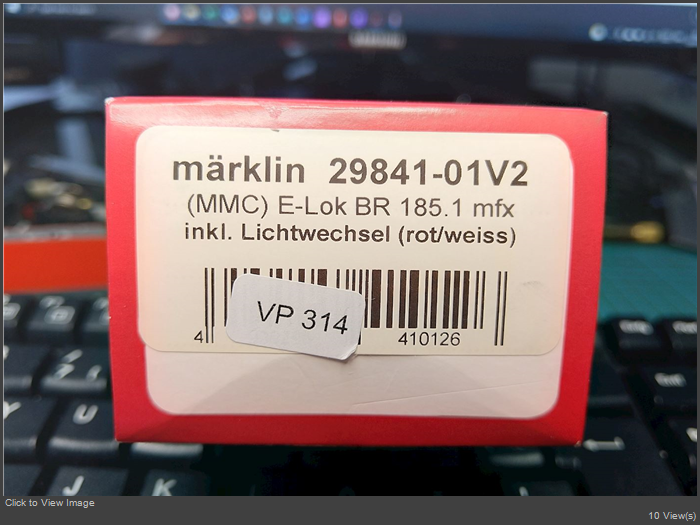 märklin 29841-01V2
(MMC) E-Lok BR 185.1 mfx
inkl. Lichtwechsel (rot/weiss)
VP 314
4 410126
Y U
H
J K
Click to View Image
10 View(s)